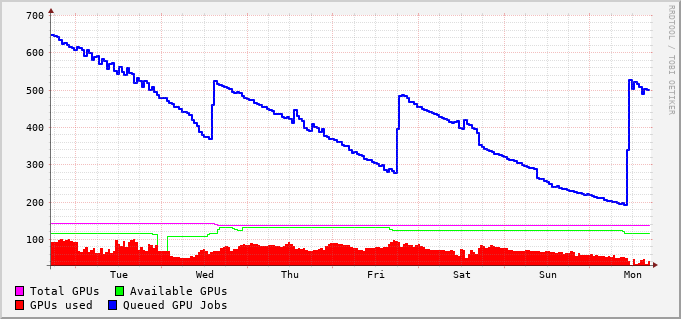 700
600
500
400
300
200
100
Tue Wed Thu Fri Sat Sun Mon
Total GPUs Available GPUs
GPUs used Queued GPU Jobs
RRDTOOL / TOBI OETIKER